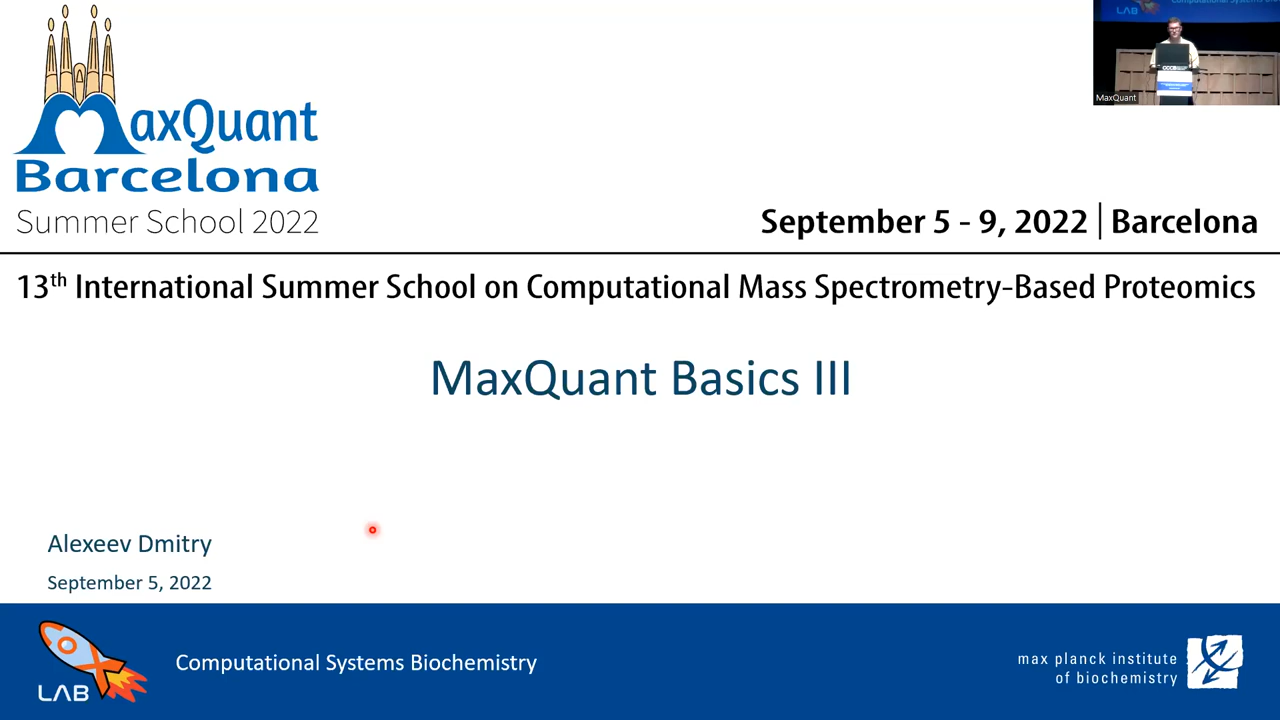 MaxQuant
Barcelona
Summer School 2022
LAB
MaxQuant
September 5 - 9, 2022 | Barcelona
13th International Summer School on Computational Mass Spectrometry-Based Proteomics
MaxQuant Basics III
Alexeev Dmitry
September 5, 2022
LAB
Computational Systems Biochemistry
max planck institute
of biochemistry